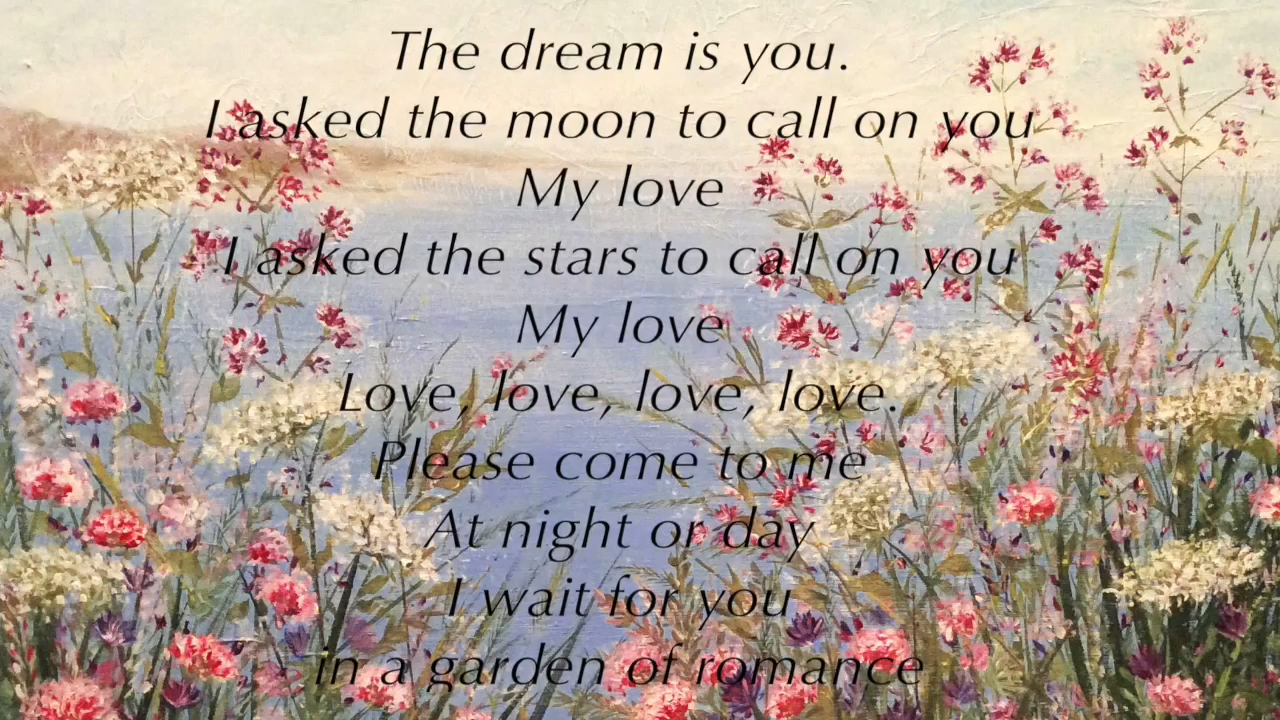 The dream is you.
I asked the moon to call on you
My love
I asked the stars to call on you
My love
Love, love, love, love.
Please come to me
At night or day
I wait for you
in a garden of romance